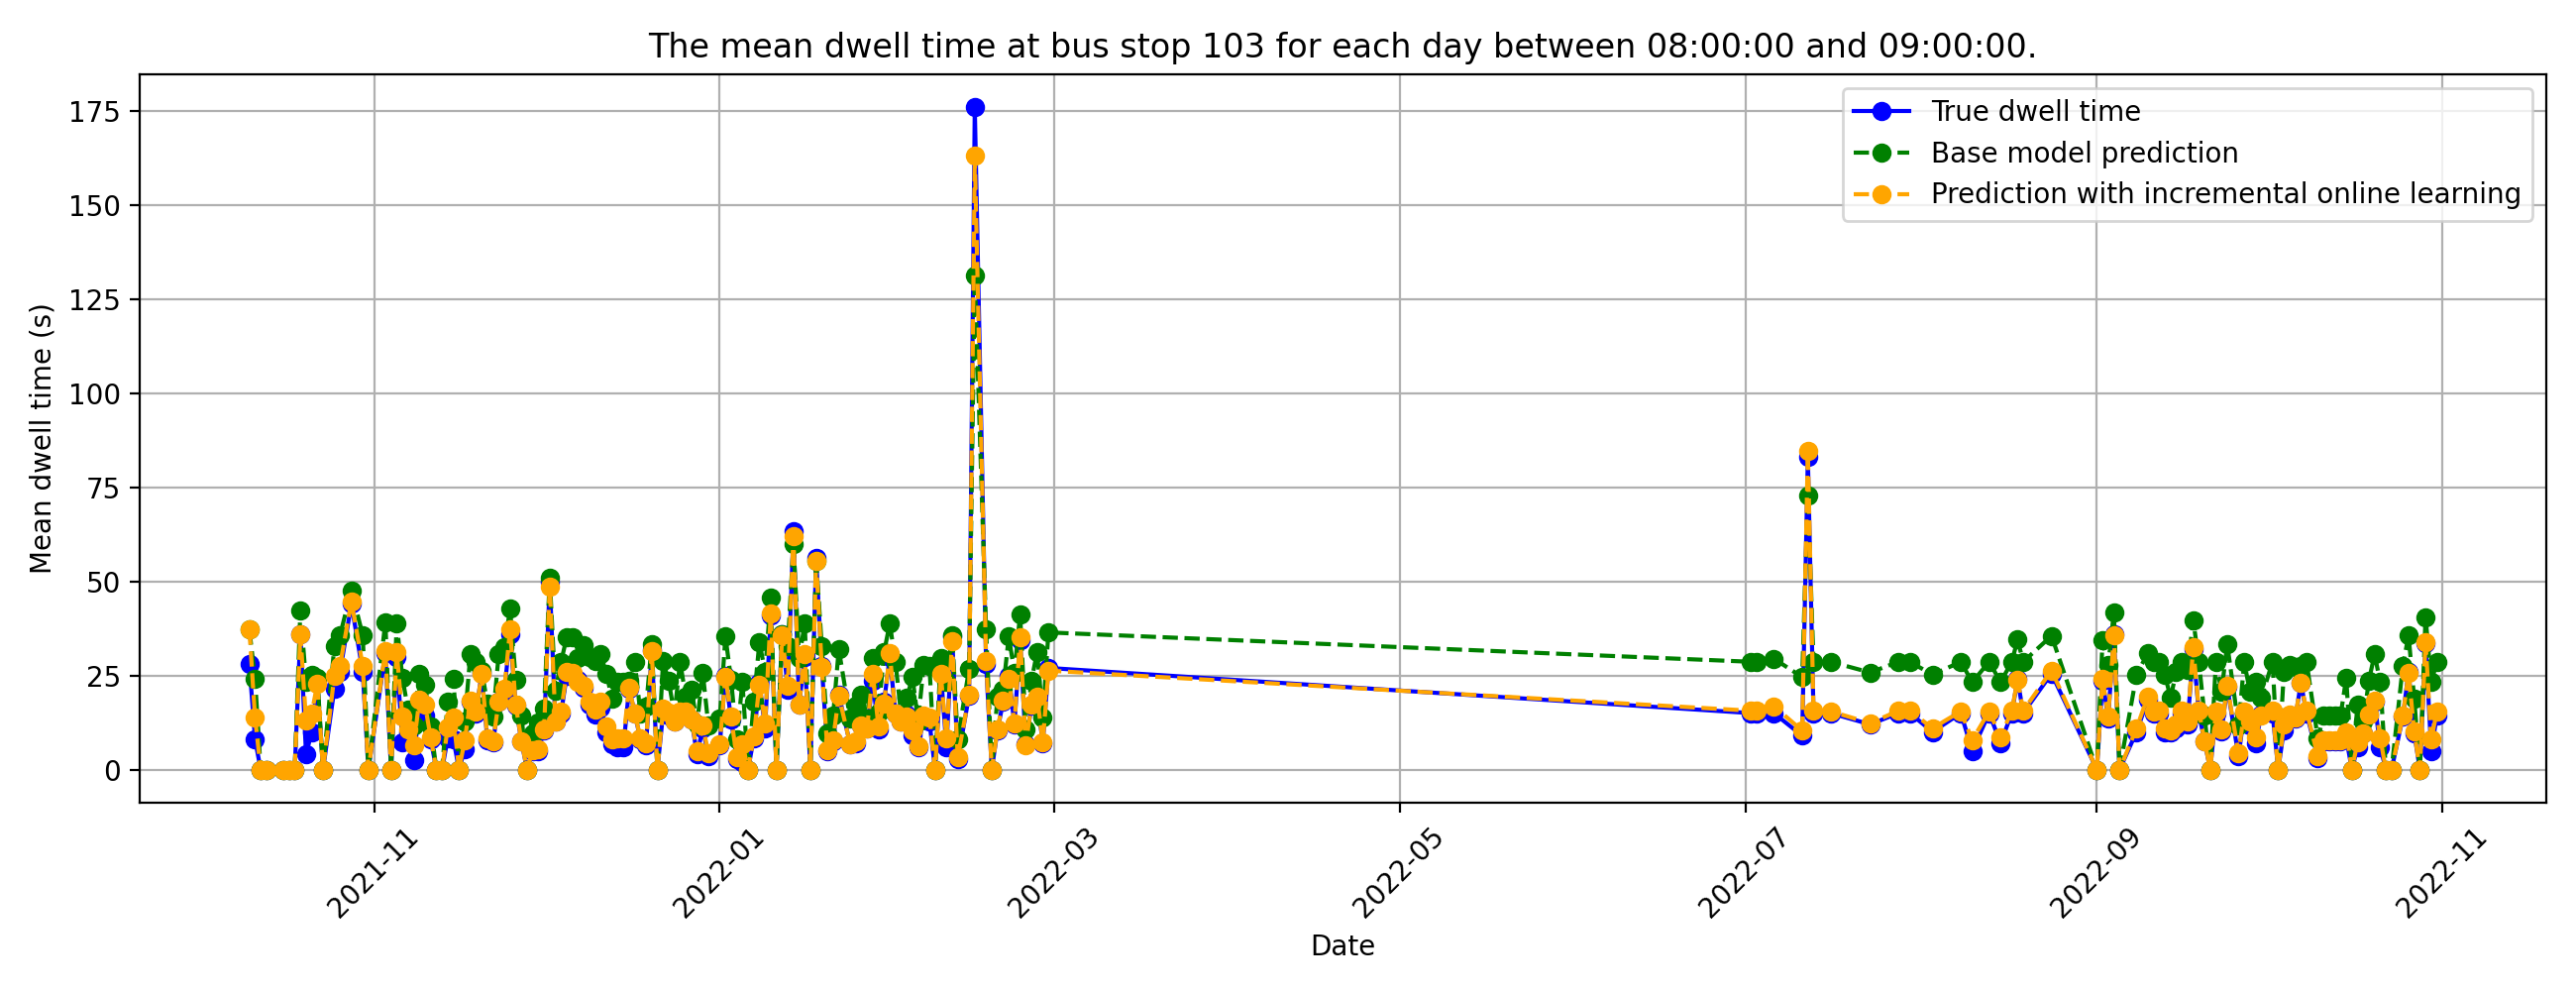 The mean dwell time at bus stop 103 for each day between 08:00:00 and 09:00:00.
True dwell time
Base model prediction
Prediction with incremental online learning
Mean dwell time (s)
175
150
125
100
75
50
25
0
2021-11
2022-01
2022-03
2022-05
2022-07
2022-09
2022-11
Date